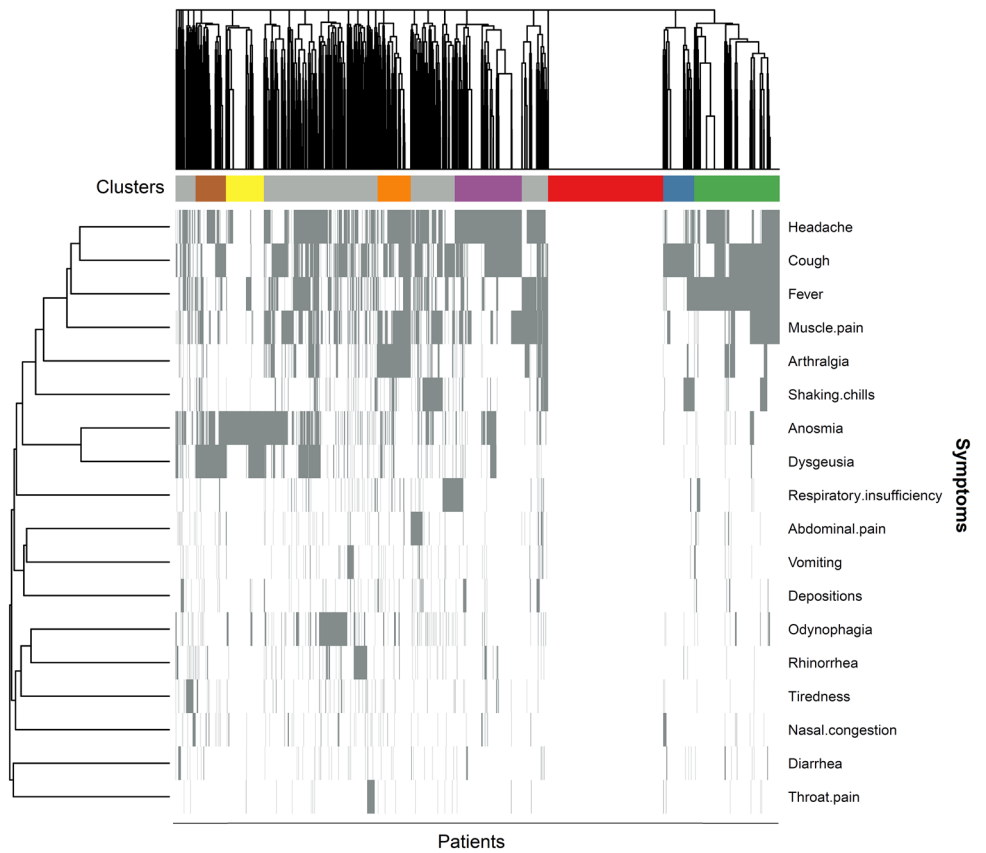 Clusters
Headache
Cough
Fever
Muscle.pain
Arthralgia
Shaking.chills
Anosmia
Dysgeusia
Respiratory.insufficiency
Abdominal.pain
Vomiting
Depositions
Odynophagia
Rhinorrhea
Tiredness
Nasal.congestion
Diarrhea
Throat.pain
Symptoms
Patients